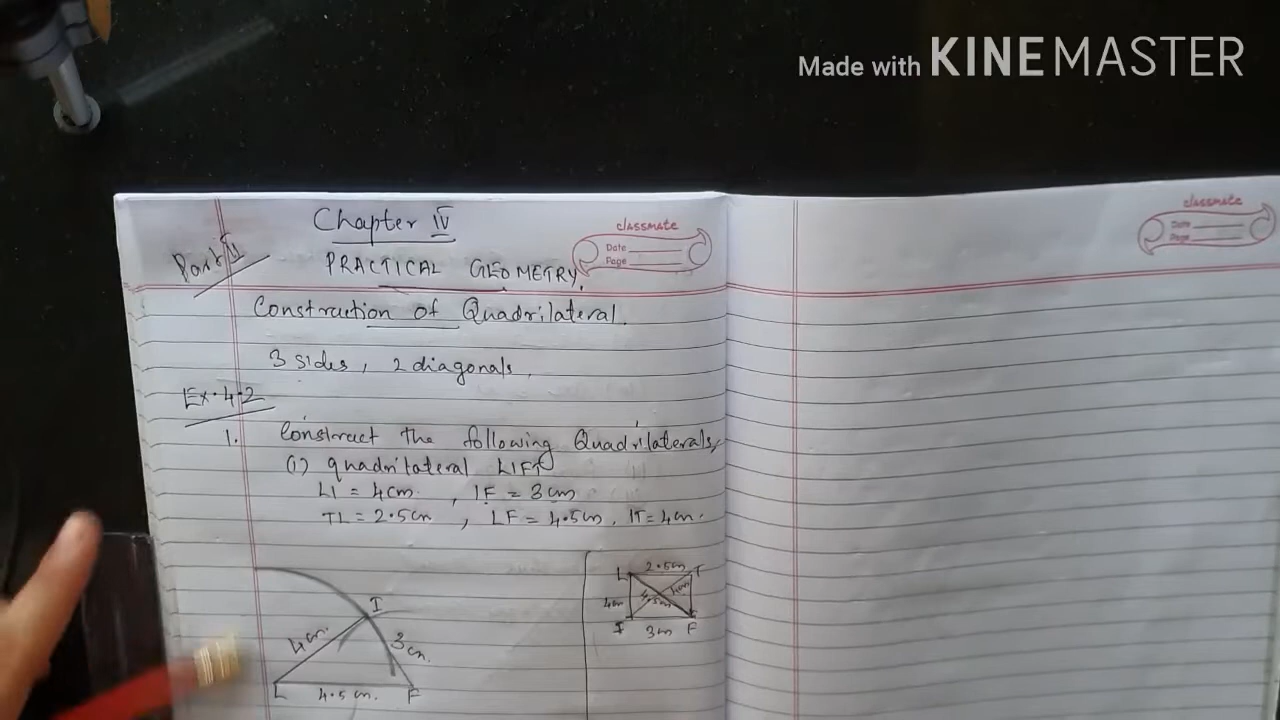 Made with KINEMASTER
classmate
Date
Page
classmate
Date
Page
Part II
Chapter IV
PRACTICAL GEOMETRY.
Construction of Quadrilateral.
3 sides, 2 diagonals.
Ex.4.2
1. Construct the following Quadrilaterals,
(i) quadrilateral LIFT
LI = 4cm, IF = 3cm
TL = 2.5cm, LF = 4.5cm, IT = 4cm.
L 2.5cm T
4cm 4.5cm 4cm
I 3cm F
I
4cm. 3cm.
L 4.5cm. F